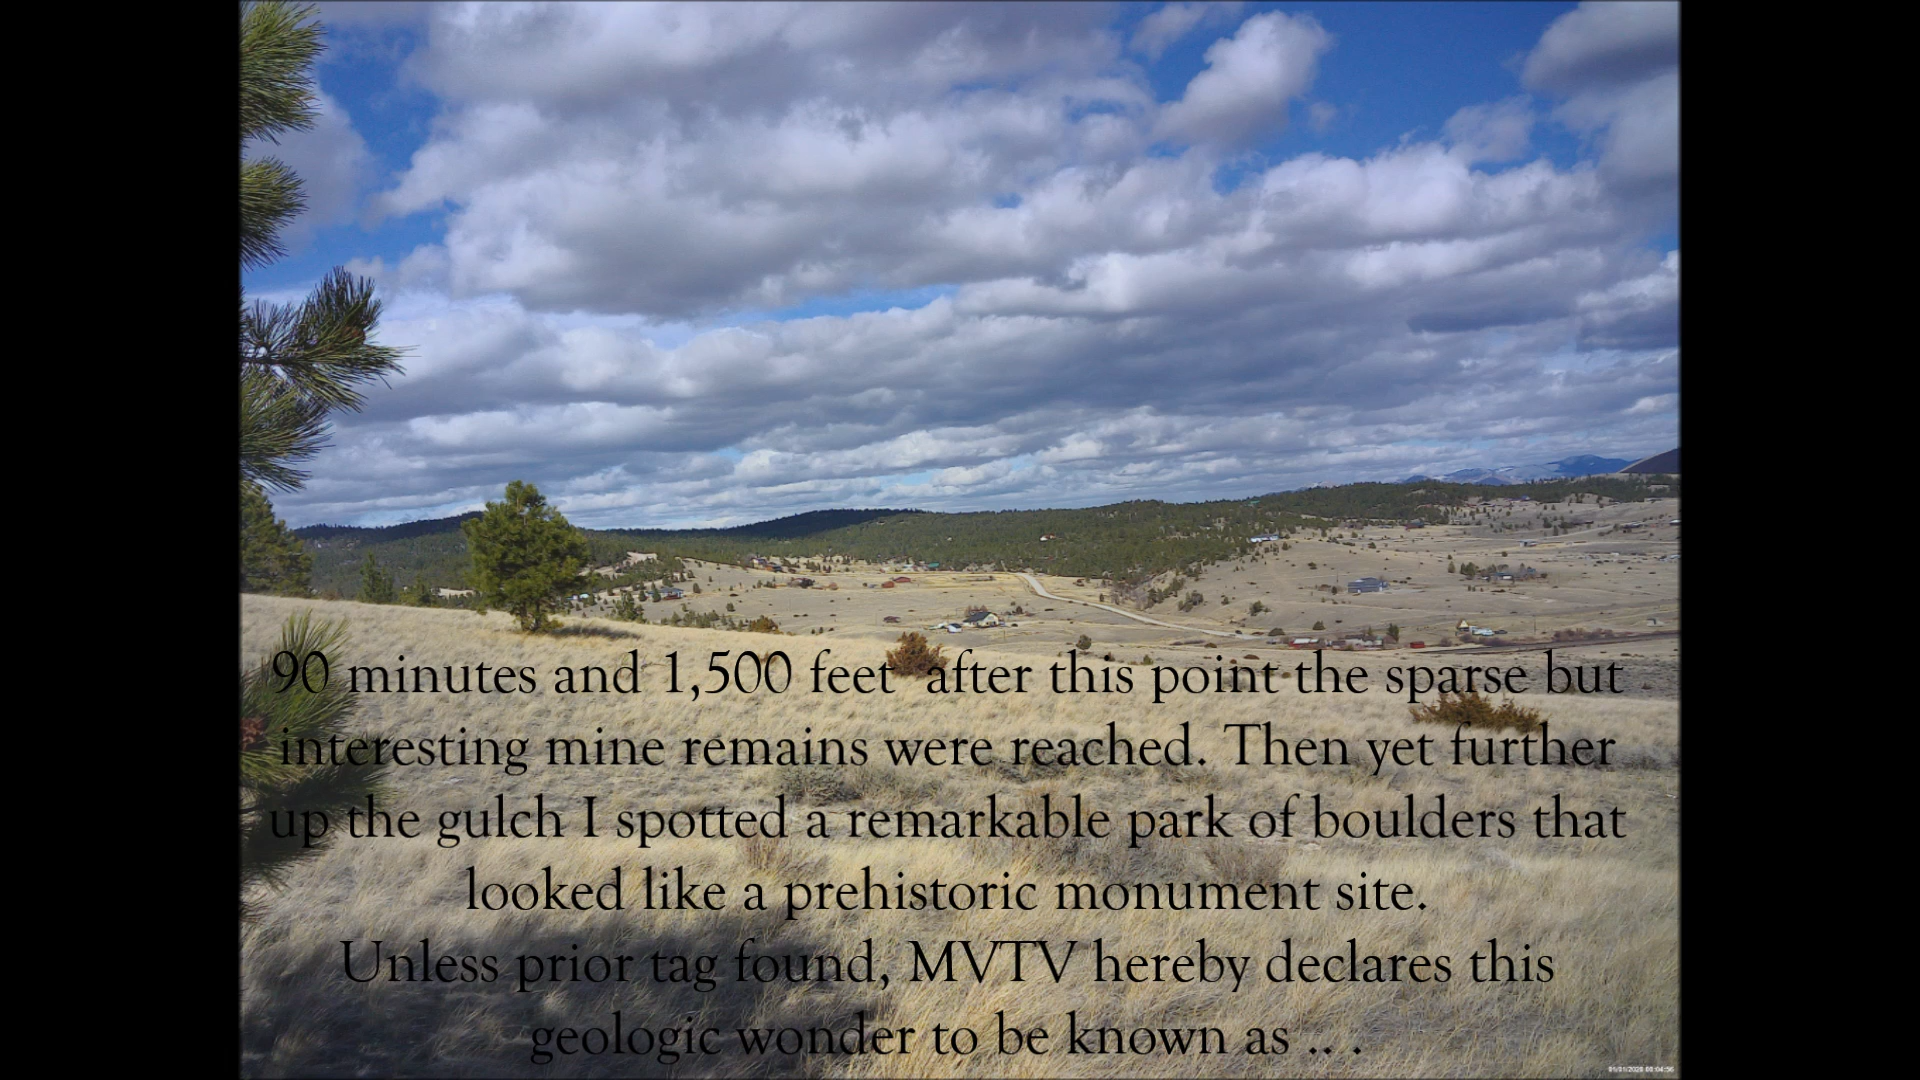 90 minutes and 1,500 feet  after this point the sparse but
interesting mine remains were reached. Then yet further
up the gulch I spotted a remarkable park of boulders that
looked like a prehistoric monument site.
Unless prior tag found, MVTV hereby declares this
geologic wonder to be known as .. .